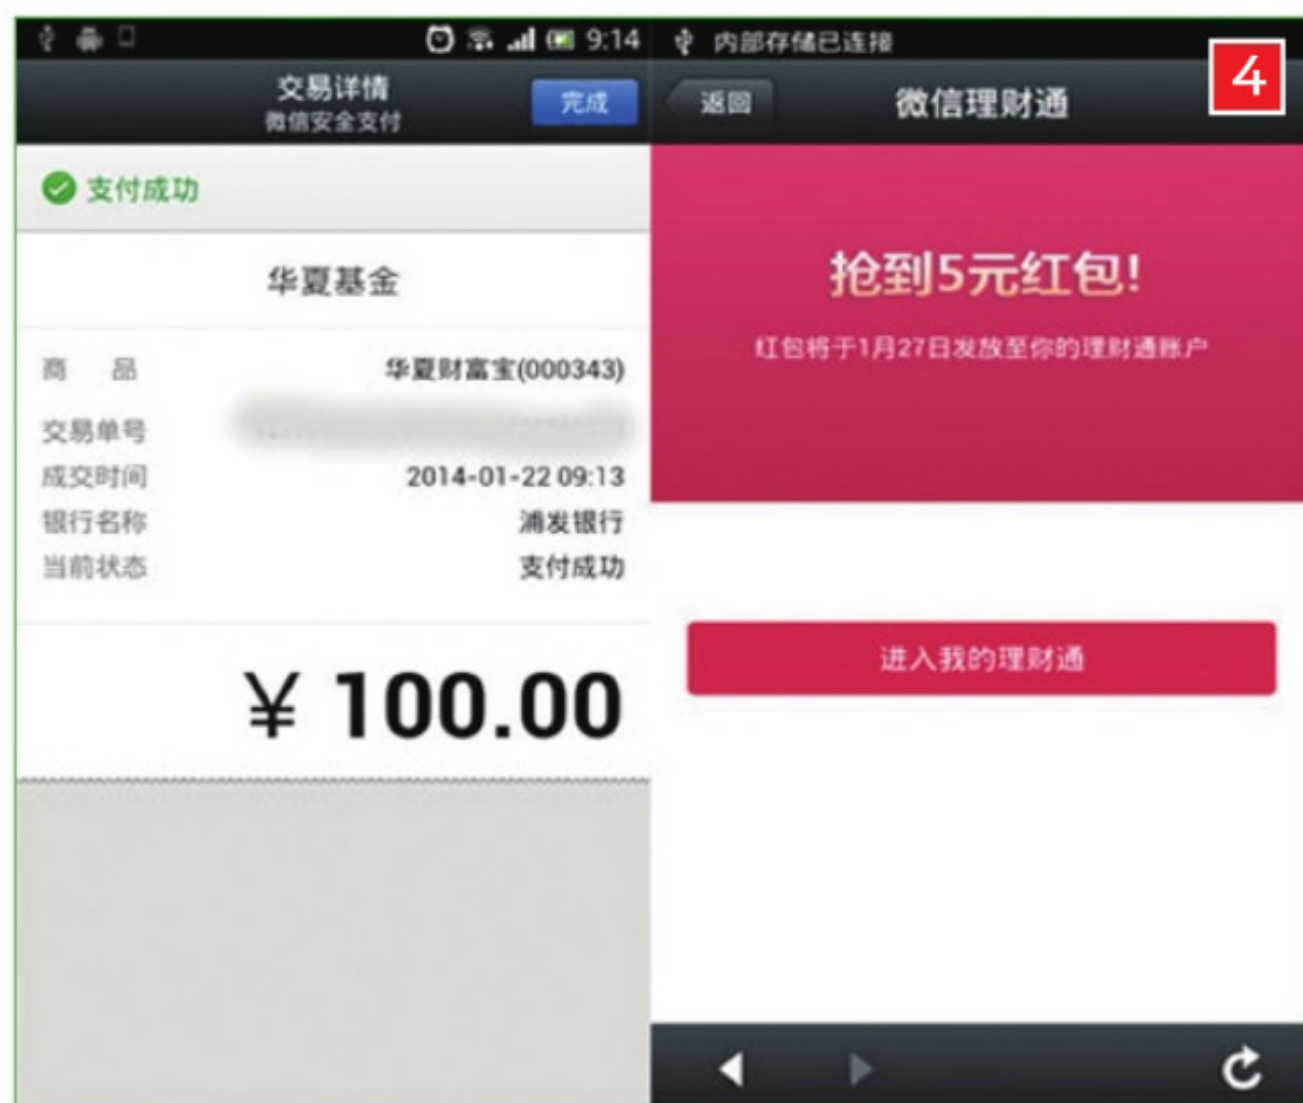 9:14
交易详情
微信安全支付
完成
支付成功
华夏基金
商 品 华夏财富宝(000343)
交易单号
成交时间 2014-01-22 09:13
银行名称 浦发银行
当前状态 支付成功
¥ 100.00
内部存储已连接
4
返回
微信理财通
抢到5元红包!
红包将于1月27日发放至你的理财通账户
进入我的理财通